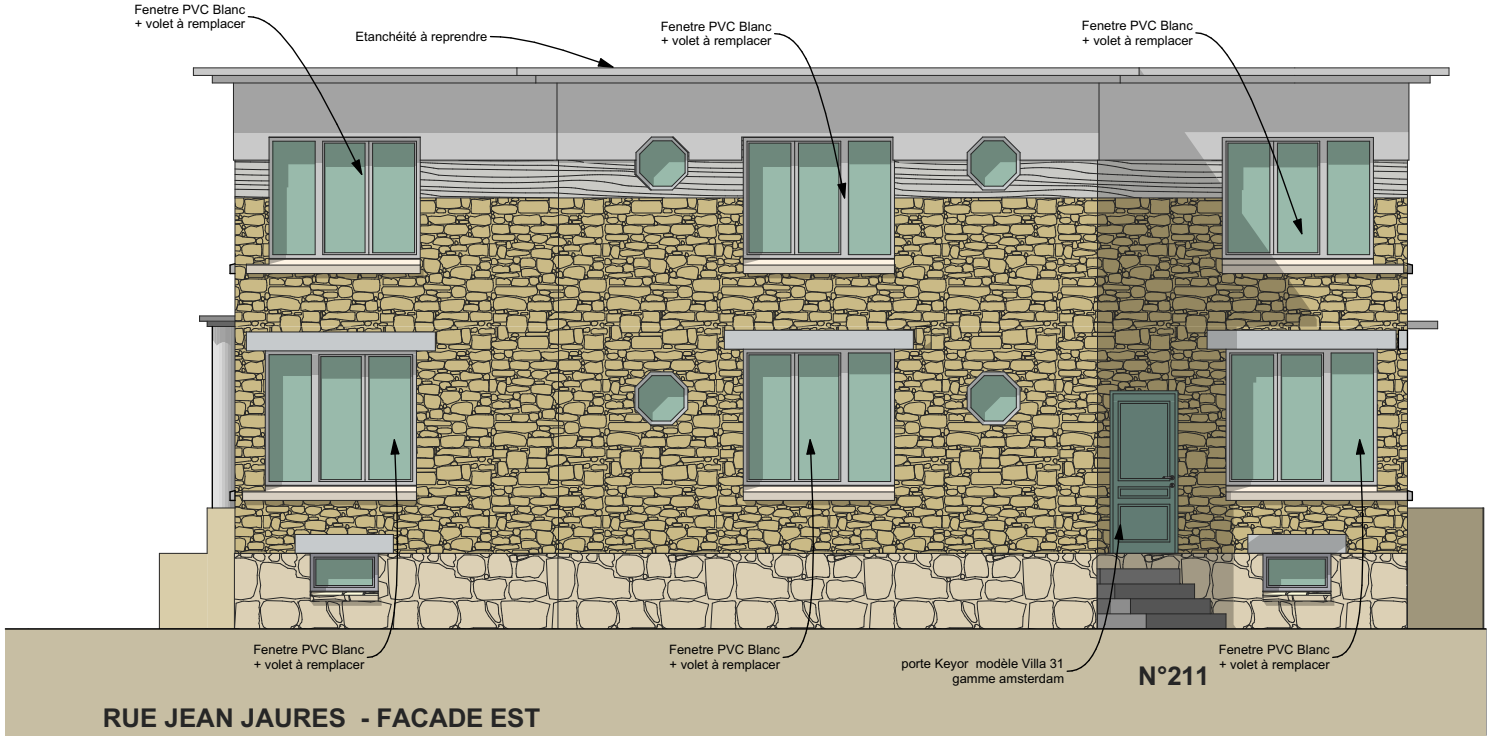 Fenetre PVC Blanc
+ volet à remplacer
Etanchéité à reprendre
Fenetre PVC Blanc
+ volet à remplacer
Fenetre PVC Blanc
+ volet à remplacer
Fenetre PVC Blanc
+ volet à remplacer
Fenetre PVC Blanc
+ volet à remplacer
porte Keyor modèle Villa 31
gamme amsterdam
N°211
Fenetre PVC Blanc
+ volet à remplacer
RUE JEAN JAURES - FACADE EST